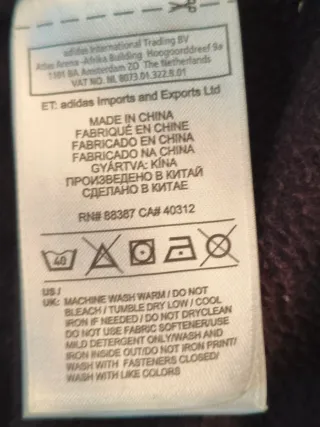 adidas International Trading BV
Atlas Arena -Afrika Building Hoogoorddreef 9a
1101 BA Amsterdam ZO The Netherlands
VAT NO. NL 8073.01.322.B.01
ET: adidas Imports and Exports Ltd
MADE IN CHINA
FABRIQUÉ EN CHINE
FABRICADO EN CHINA
FABRICADO NA CHINA
GYÁRTVA: KÍNA
ПРОИЗВЕДЕНО В КИТАЙ
СДЕЛАНО В КИТАЕ
RN# 88387 CA# 40312
40
US /
UK: MACHINE WASH WARM / DO NOT
BLEACH / TUMBLE DRY LOW / COOL
IRON IF NEEDED / DO NOT DRYCLEAN
DO NOT USE FABRIC SOFTENER/USE
MILD DETERGENT ONLY/WASH AND
IRON INSIDE OUT/DO NOT IRON PRINT/
WASH WITH FASTENERS CLOSED/
WASH WITH LIKE COLORS